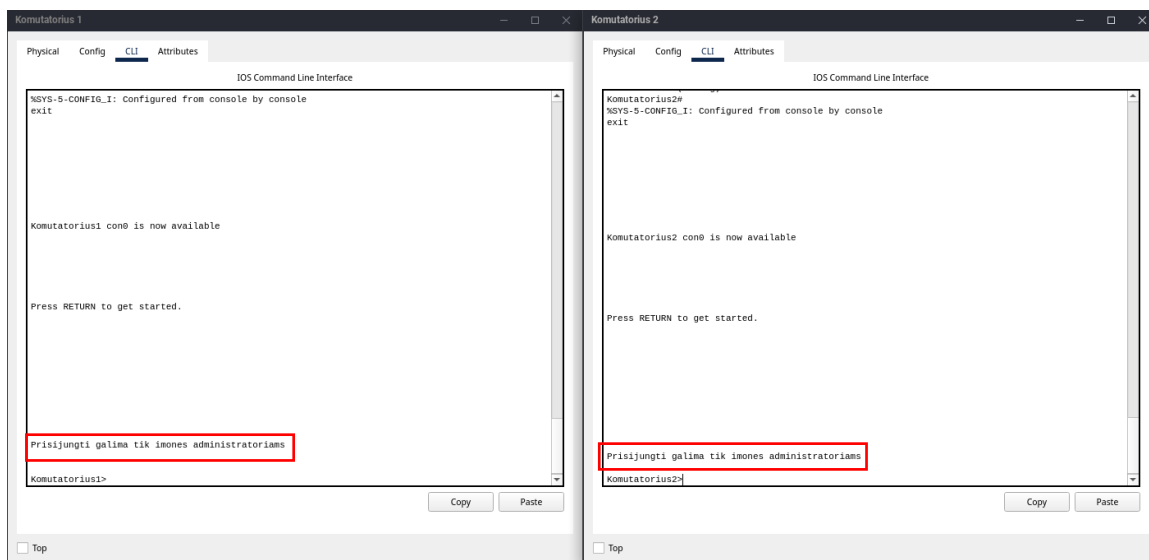 Komutatorius 1
Physical Config CLI Attributes
IOS Command Line Interface
%SYS-5-CONFIG_I: Configured from console by console
exit
Komutatorius1 con0 is now available
Press RETURN to get started.
Prisijungti galima tik imones administratoriams
Komutatorius1>
Copy Paste
Top
Komutatorius 2
Physical Config CLI Attributes
IOS Command Line Interface
Komutatorius2#
%SYS-5-CONFIG_I: Configured from console by console
exit
Komutatorius2 con0 is now available
Press RETURN to get started.
Prisijungti galima tik imones administratoriams
Komutatorius2>
Copy Paste
Top